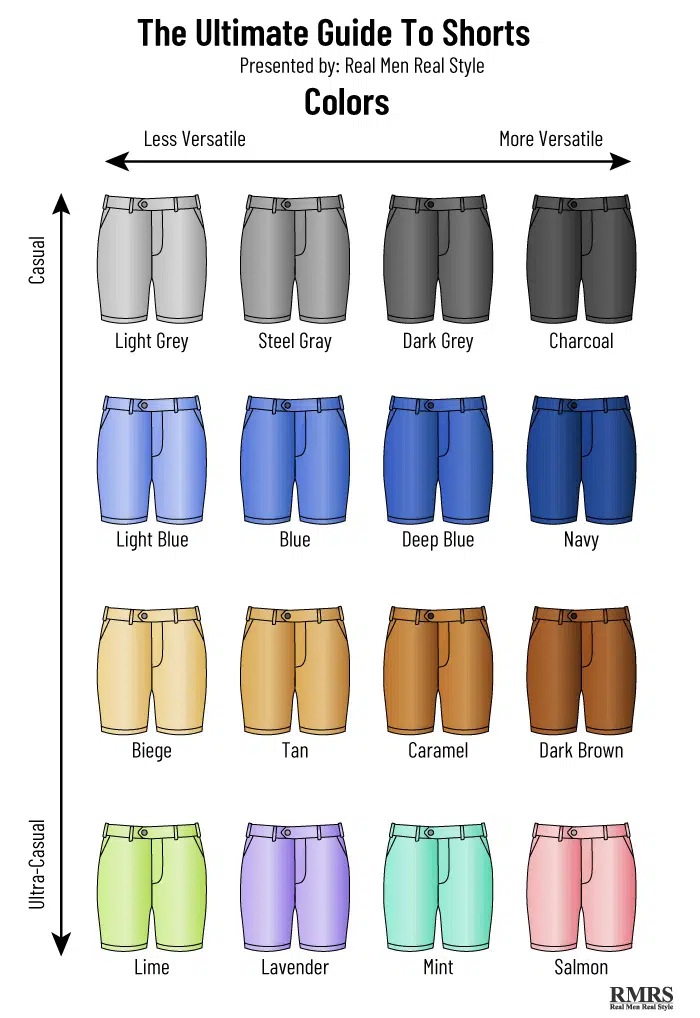 The Ultimate Guide To Shorts
Presented by: Real Men Real Style
Colors
Less Versatile More Versatile
Casual
Light Grey Steel Gray Dark Grey Charcoal
Light Blue Blue Deep Blue Navy
Biege Tan Caramel Dark Brown
Ultra-Casual
Lime Lavender Mint Salmon
RMRS
Real Men Real Style